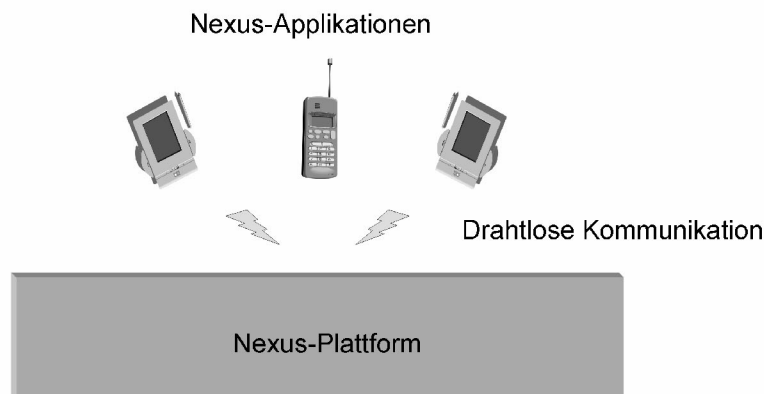 Nexus-Applikationen
Drahtlose Kommunikation
Nexus-Plattform